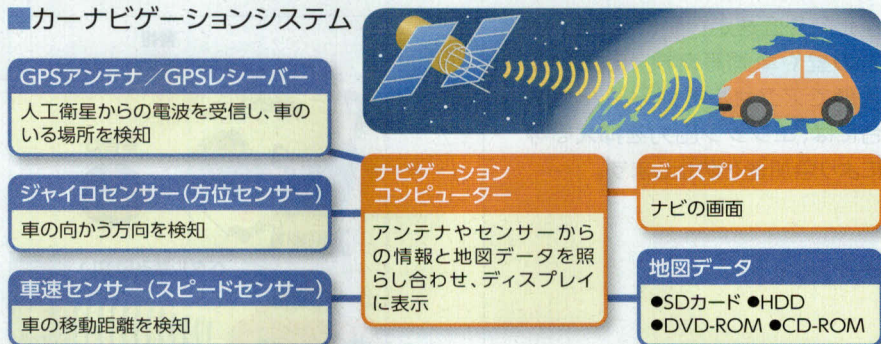 ■カーナビゲーションシステム
GPSアンテナ／GPSレシーバー
人工衛星からの電波を受信し、車の
いる場所を検知
ジャイロセンサー(方位センサー)
車の向かう方向を検知
車速センサー(スピードセンサー)
車の移動距離を検知
ナビゲーション
コンピューター
アンテナやセンサーから
の情報と地図データを照
らし合わせ、ディスプレイ
に表示
ディスプレイ
ナビの画面
地図データ
●SDカード ●HDD
●DVD-ROM ●CD-ROM